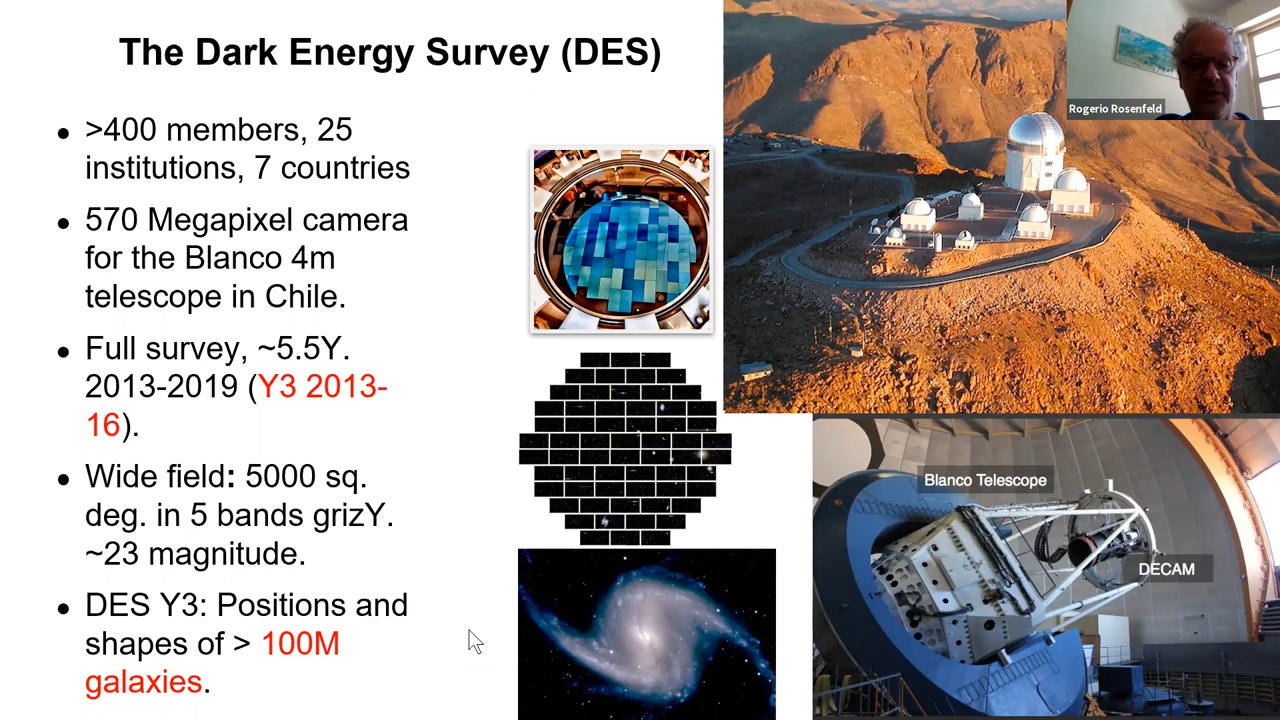 The Dark Energy Survey (DES)
● >400 members, 25
institutions, 7 countries
● 570 Megapixel camera
for the Blanco 4m
telescope in Chile.
● Full survey, ~5.5Y.
2013-2019 (Y3 2013-
16).
● Wide field: 5000 sq.
deg. in 5 bands grizY.
~23 magnitude.
● DES Y3: Positions and
shapes of > 100M
galaxies.
Rogerio Rosenfeld
Blanco Telescope
DECAM